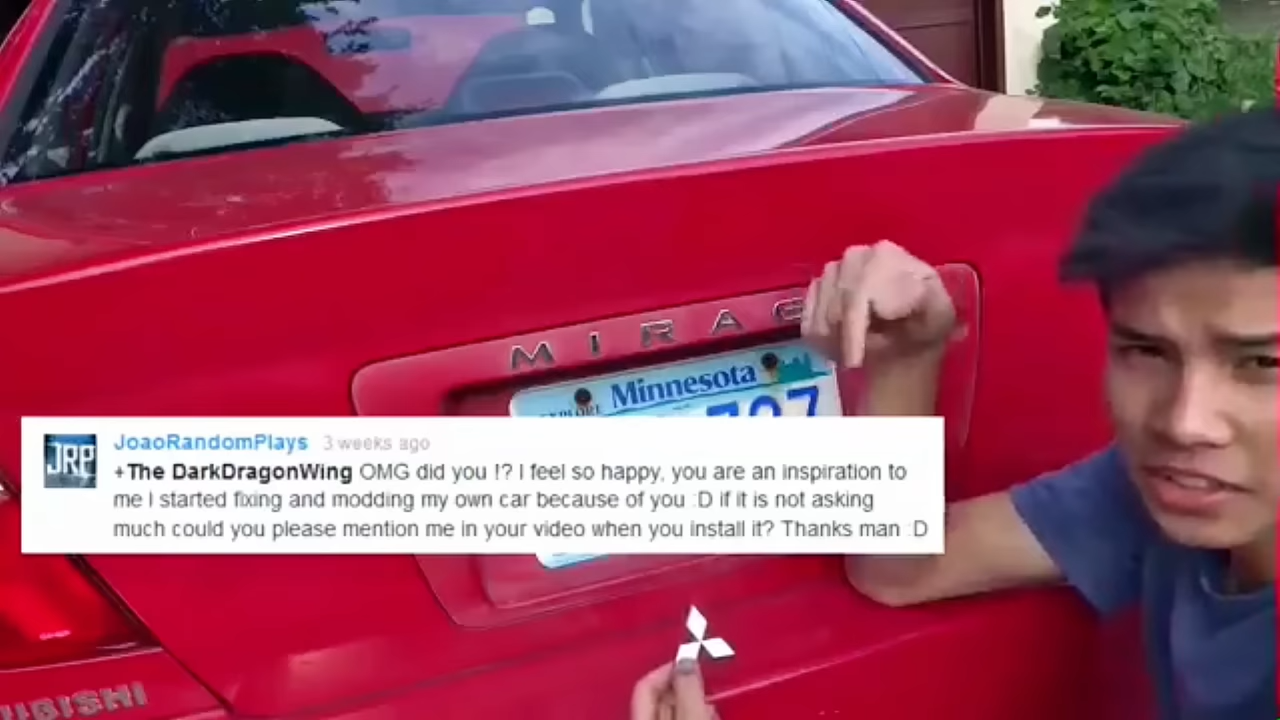 MIRAG
EXPLORE Minnesota
787
JRP
JoaoRandomPlays 3 weeks ago
+The DarkDragonWing OMG did you !? I feel so happy, you are an inspiration to
me I started fixing and modding my own car because of you :D if it is not asking
much could you please mention me in your video when you install it? Thanks man :D
UBISHI